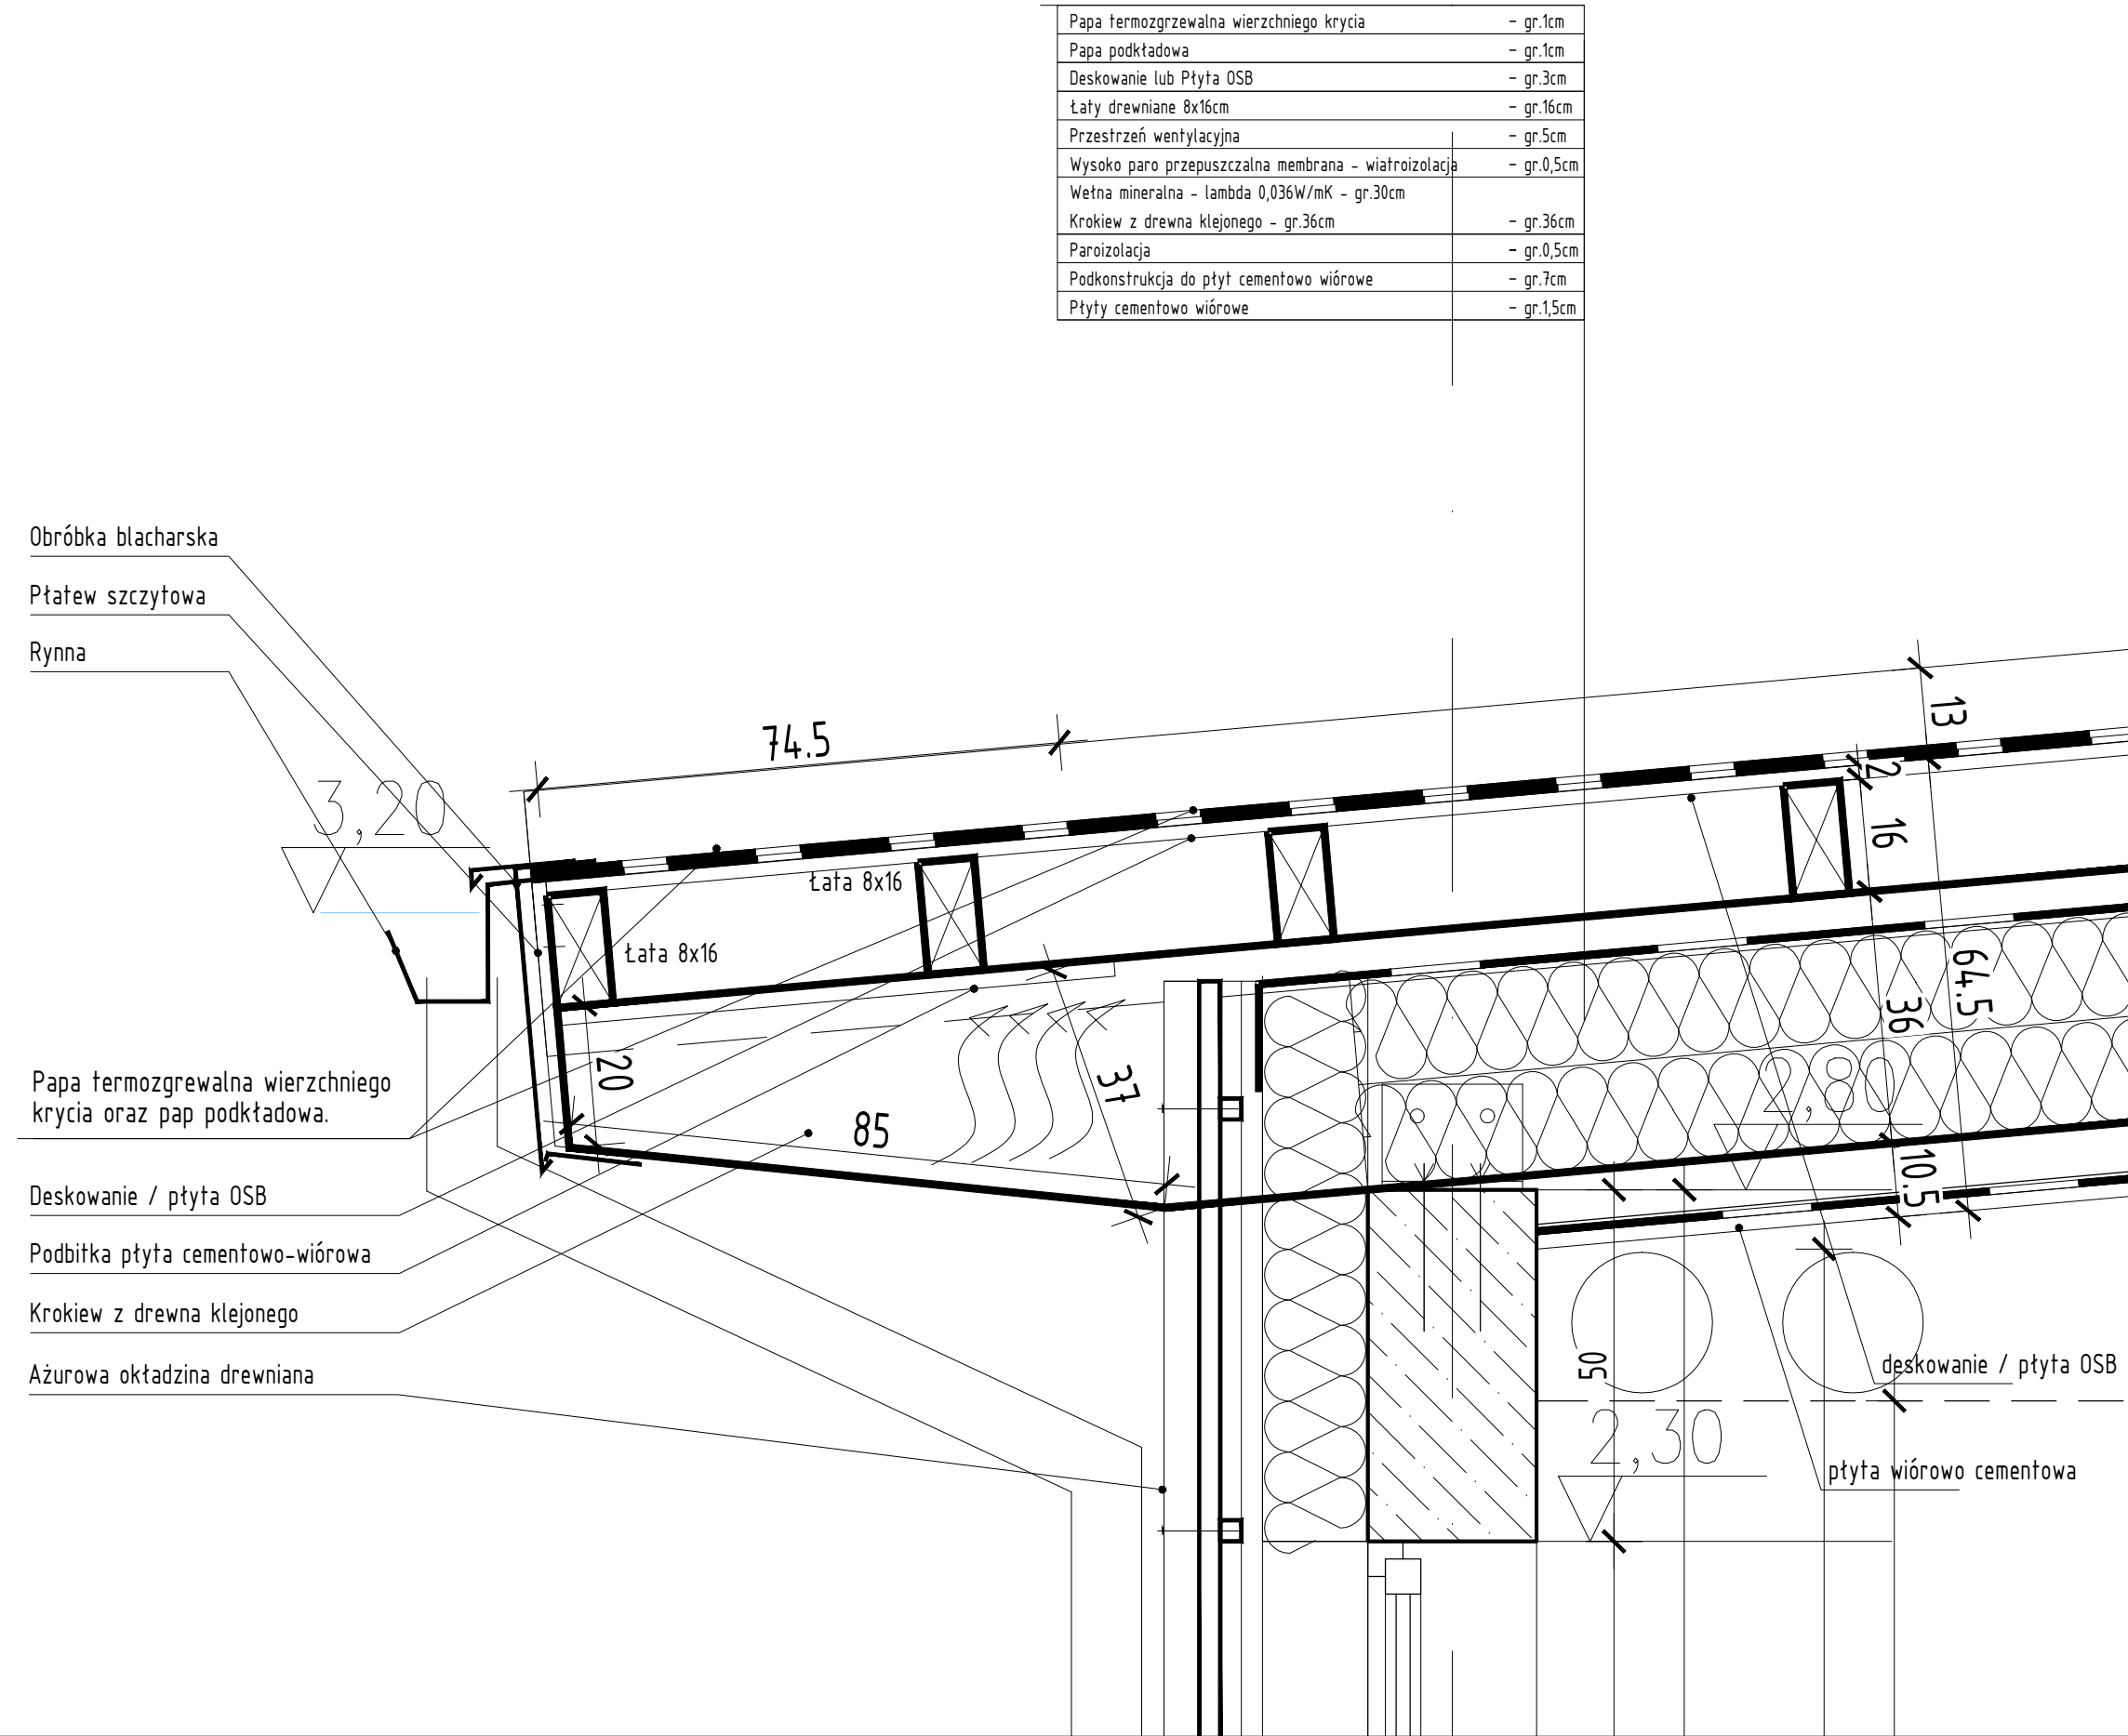 Papa termozgrzewalna wierzchniego krycia - gr.1cm
Papa podkładowa - gr.1cm
Deskowanie lub Płyta OSB - gr.3cm
Łaty drewniane 8x16cm - gr.16cm
Przestrzeń wentylacyjna - gr.5cm
Wysoko paro przepuszczalna membrana - wiatroizolacja - gr.0,5cm
Wełna mineralna - lambda 0,036W/mK - gr.30cm
Krokiew z drewna klejonego - gr.36cm - gr.36cm
Paroizolacja - gr.0,5cm
Podkonstrukcja do płyt cementowo wiórowe - gr.7cm
Płyty cementowo wiórowe - gr.1,5cm
Obróbka blacharska
Płatew szczytowa
Rynna
3,20
74.5
13
2
16
Łata 8x16
Łata 8x16
64.5
36
20
37
85
2,80
10.5
Papa termozgrewalna wierzchniego
krycia oraz pap podkładowa.
Deskowanie / płyta OSB
Podbitka płyta cementowo-wiórowa
Krokiew z drewna klejonego
Ażurowa okładzina drewniana
50
deskowanie / płyta OSB
2,30
płyta wiórowo cementowa